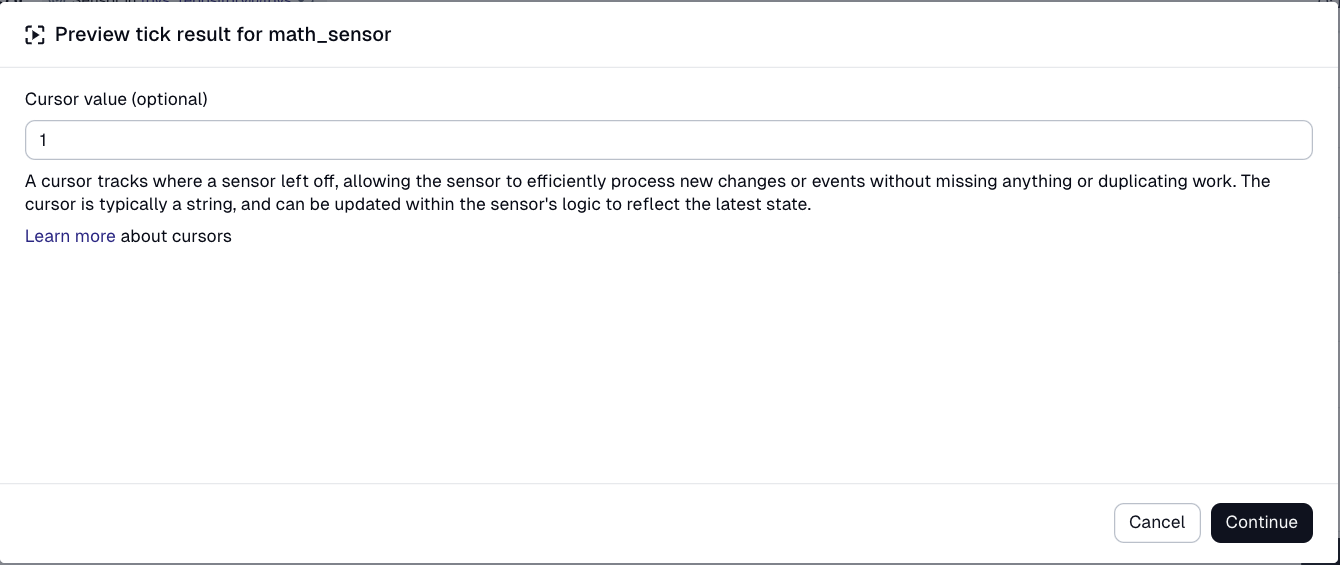 Preview tick result for math_sensor
Cursor value (optional)
1
A cursor tracks where a sensor left off, allowing the sensor to efficiently process new changes or events without missing anything or duplicating work. The
cursor is typically a string, and can be updated within the sensor's logic to reflect the latest state.
Learn more about cursors
Cancel Continue